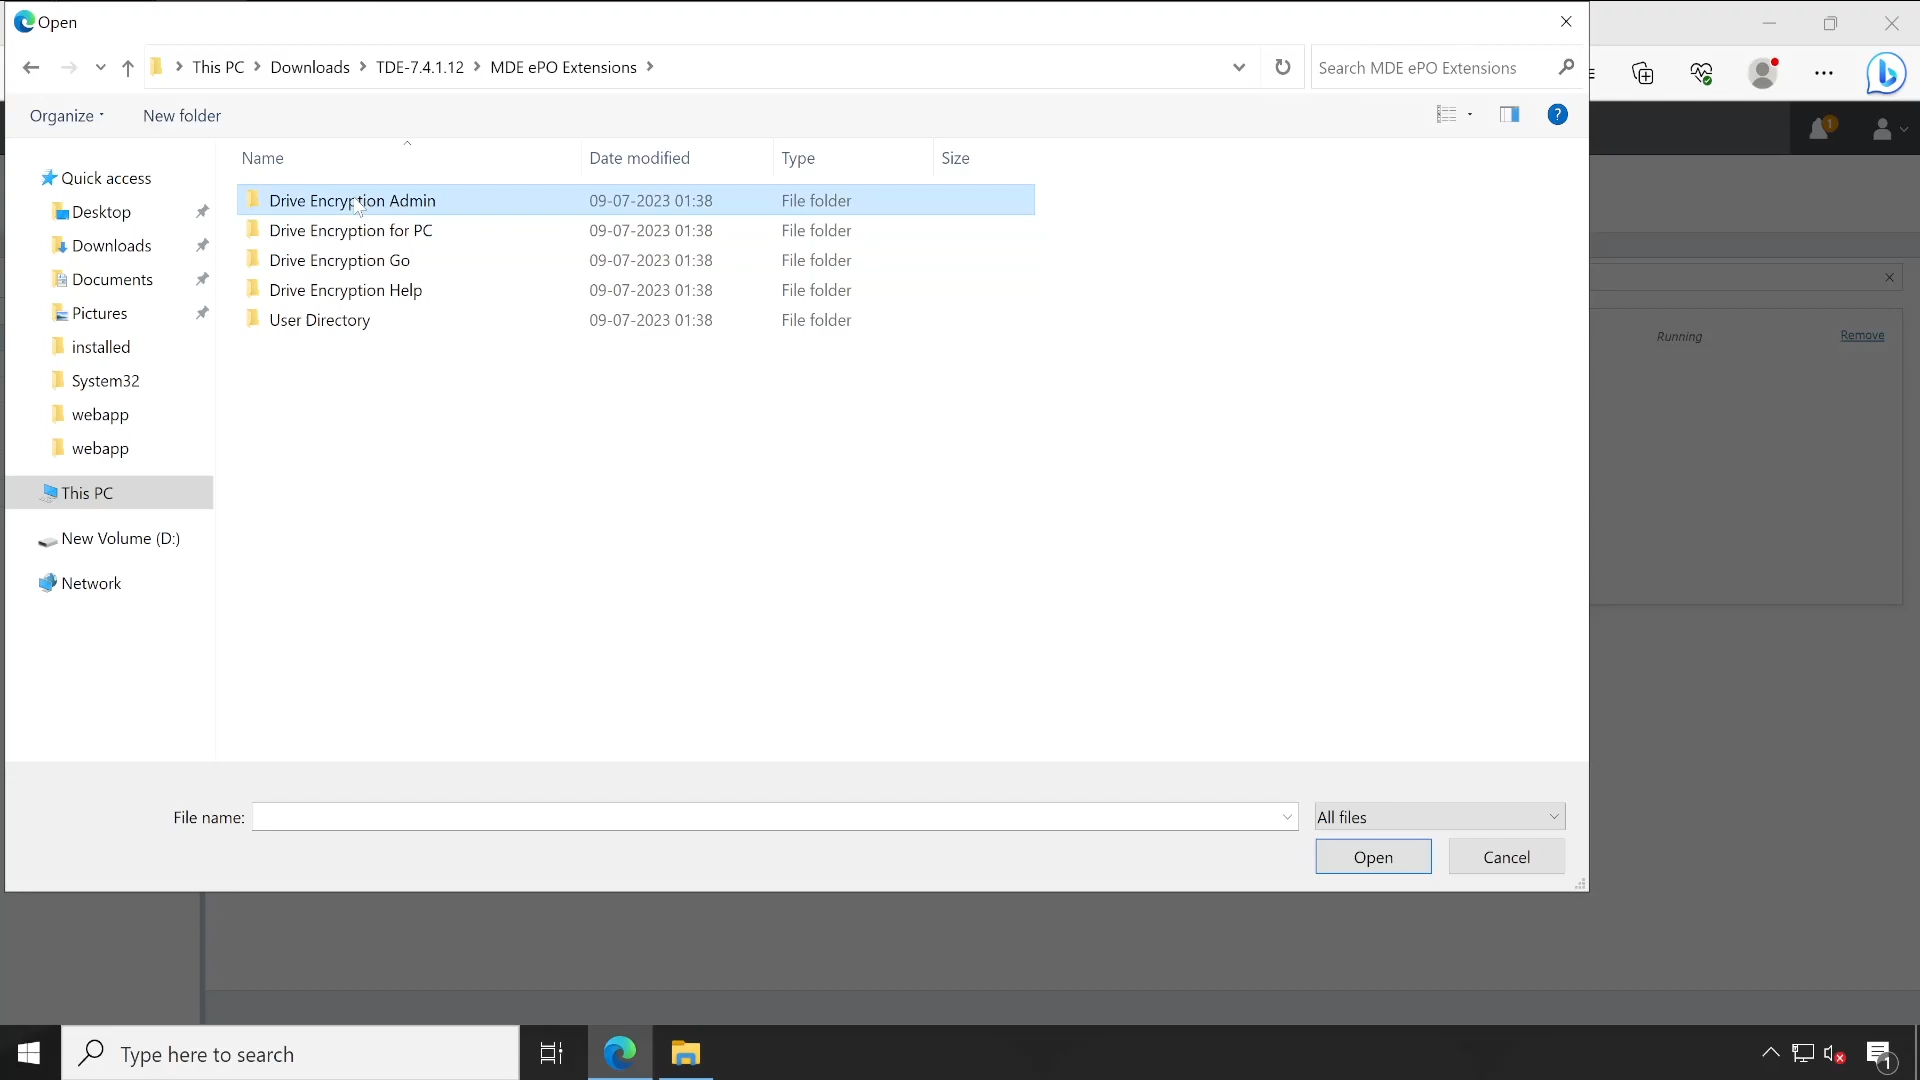 Open
This PC Downloads TDE-7.4.1.12 MDE ePO Extensions
Search MDE ePO Extensions
Organize
New folder
?
1
Name
Date modified
Type
Size
Quick access
Desktop
Downloads
Documents
Pictures
installed
System32
webapp
webapp
This PC
New Volume (D:)
Network
Drive Encryption Admin 09-07-2023 01:38 File folder
Drive Encryption for PC 09-07-2023 01:38 File folder
Drive Encryption Go 09-07-2023 01:38 File folder
Drive Encryption Help 09-07-2023 01:38 File folder
User Directory 09-07-2023 01:38 File folder
Running
Remove
File name:
All files
Open
Cancel
Type here to search
1